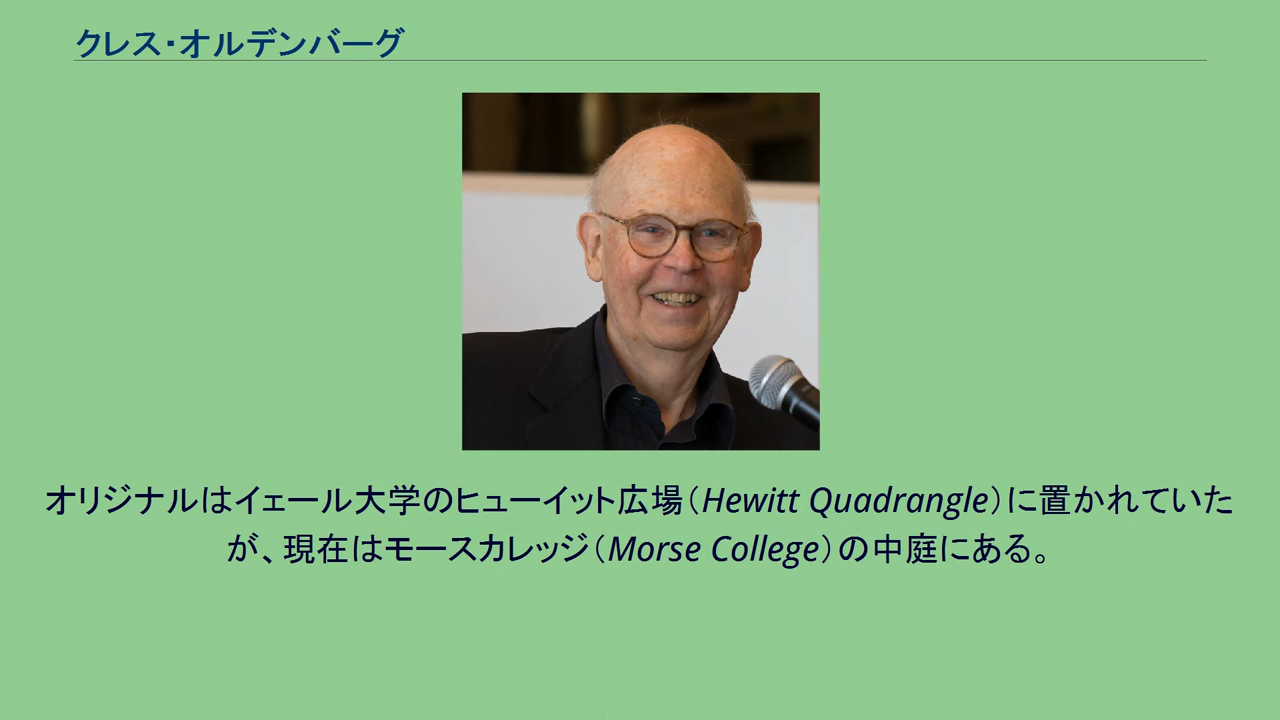 クレス・オルデンバーグ
オリジナルはイェール大学のヒューイット広場（Hewitt Quadrangle）に置かれていた
が、現在はモースカレッジ（Morse College）の中庭にある。